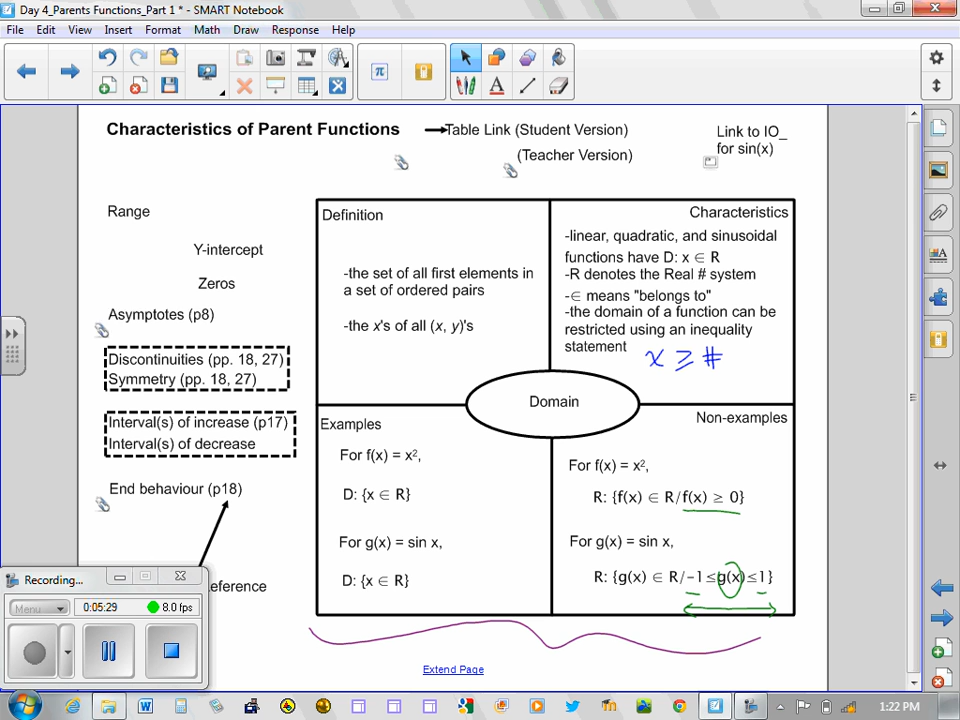 Day 4_Parents Functions_Part 1 * - SMART Notebook
File Edit View Insert Format Math Draw Response Help
Characteristics of Parent Functions
Table Link (Student Version)
(Teacher Version)
Link to IO_
for sin(x)
Range
Y-intercept
Zeros
Asymptotes (p8)
Discontinuities (pp. 18, 27)
Symmetry (pp. 18, 27)
Interval(s) of increase (p17)
Interval(s) of decrease
End behaviour (p18)
eference
Definition
-the set of all first elements in
a set of ordered pairs
-the x's of all (x, y)'s
Characteristics
-linear, quadratic, and sinusoidal
functions have D: x ∈ R
-R denotes the Real # system
-∈ means "belongs to"
-the domain of a function can be
restricted using an inequality
statement
x ≥ #
Domain
Examples
For f(x) = x²,
D: {x ∈ R}
For g(x) = sin x,
D: {x ∈ R}
Non-examples
For f(x) = x²,
R: {f(x) ∈ R/f(x) ≥ 0}
For g(x) = sin x,
R: {g(x) ∈ R/-1 ≤g(x) ≤1}
Extend Page
Recording...
Menu
0:05:29
8.0 fps
1:22 PM